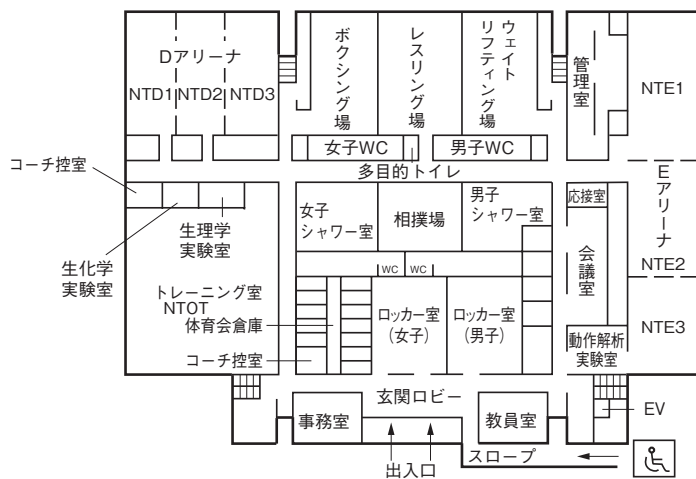 Dアリーナ
NTD1
NTD2
NTD3
ボクシング場
レスリング場
ウェイト
リフティング場
管理室
NTE1
女子WC
男子WC
多目的トイレ
コーチ控室
生理学
実験室
生化学
実験室
女子
シャワー室
相撲場
男子
シャワー室
応接室
Eアリーナ
会議室
NTE2
WC
WC
トレーニング室
NTOT
体育会倉庫
コーチ控室
ロッカー室
(女子)
ロッカー室
(男子)
動作解析
実験室
NTE3
玄関ロビー
事務室
教員室
EV
出入口
スロープ